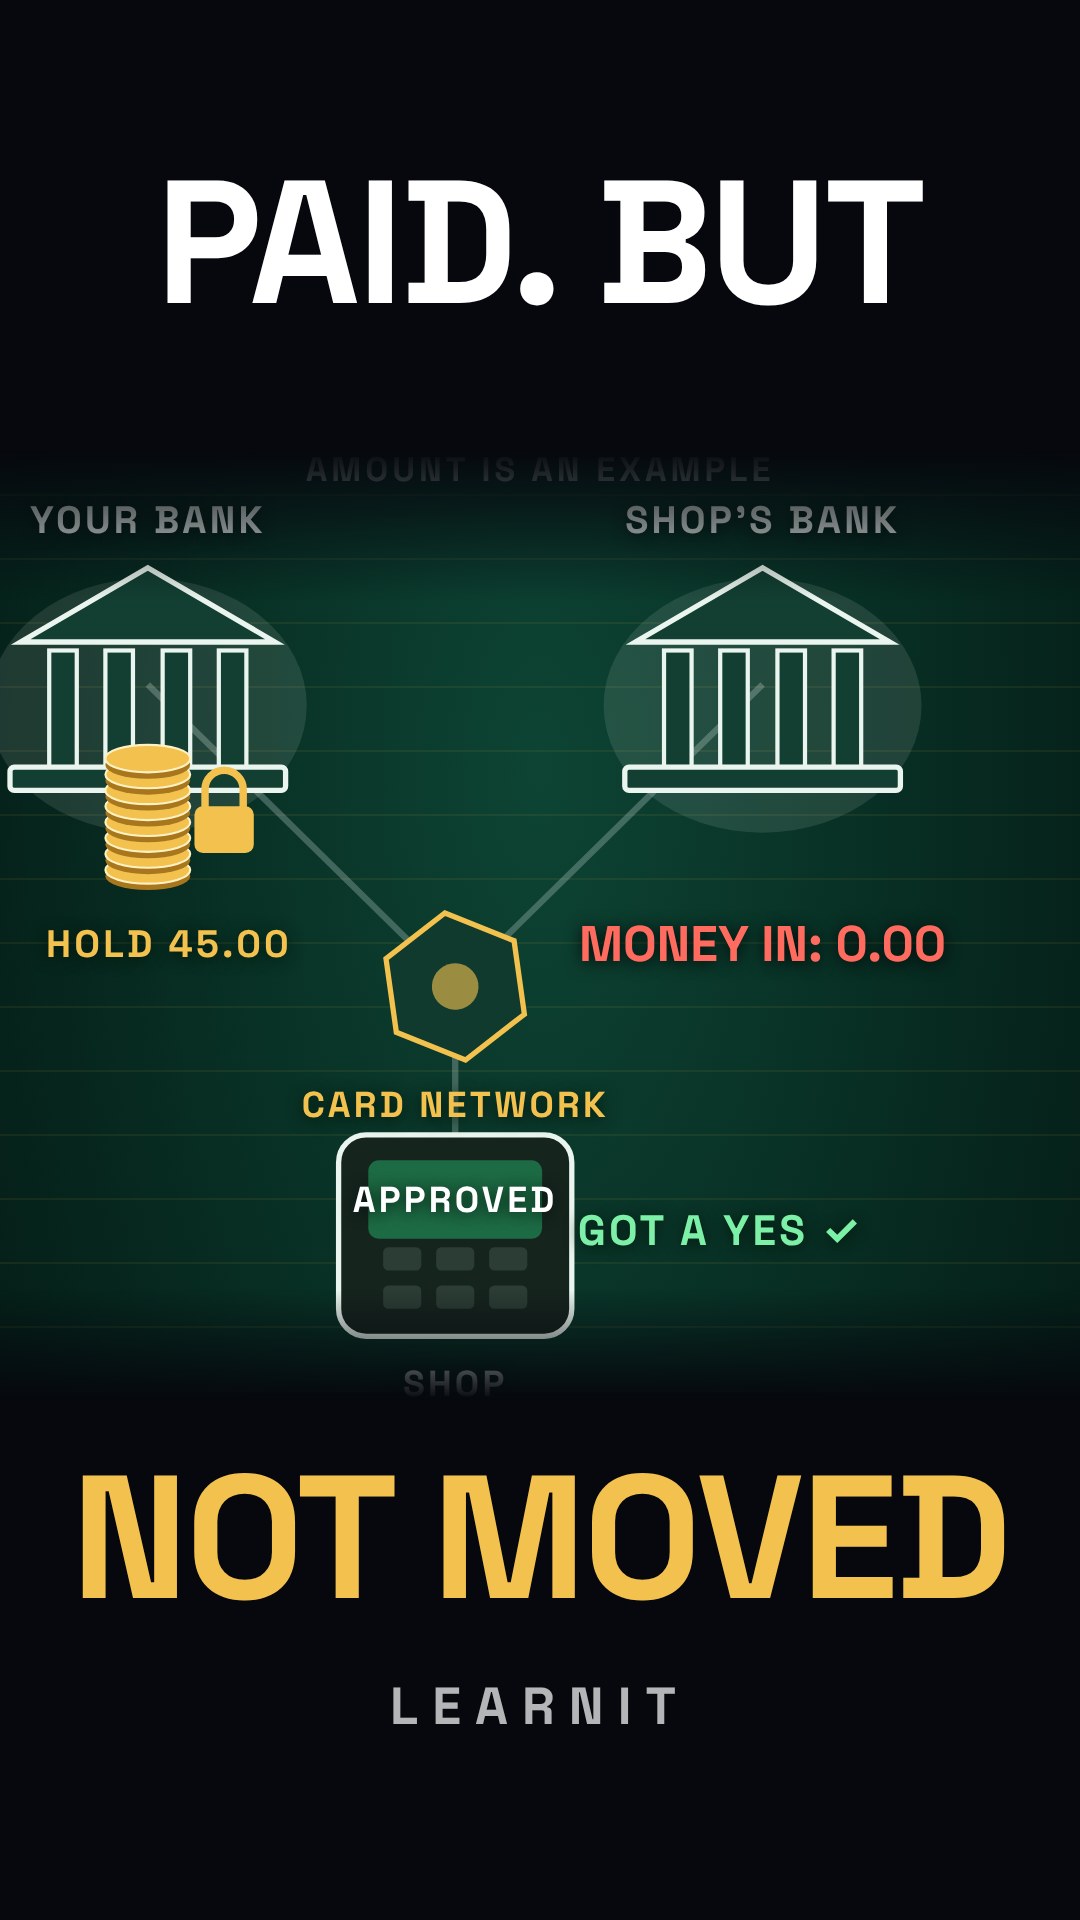 PAID. BUT
AMOUNT IS AN EXAMPLE
YOUR BANK
SHOP'S BANK
HOLD 45.00
MONEY IN: 0.00
CARD NETWORK
APPROVED
GOT A YES ✓
SHOP
NOT MOVED
LEARNIT